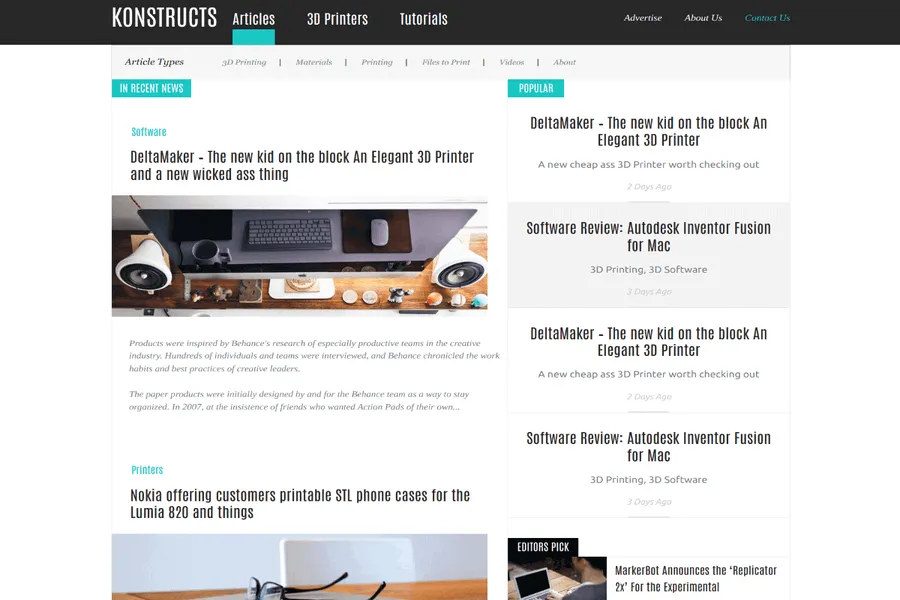 KONSTRUCTS Articles 3D Printers Tutorials Advertise About Us Contact Us
Article Types 3D Printing | Materials | Printing | Files to Print | Videos | About
IN RECENT NEWS
Software
DeltaMaker - The new kid on the block An Elegant 3D Printer
and a new wicked ass thing
Products were inspired by Behance's research of especially productive teams in the creative
industry. Hundreds of individuals and teams were interviewed, and Behance chronicled the work
habits and best practices of creative leaders.
The paper products were initially designed by and for the Behance team as a way to stay
organized. In 2007, at the insistence of friends who wanted Action Pads of their own...
Printers
Nokia offering customers printable STL phone cases for the
Lumia 820 and things
POPULAR
DeltaMaker - The new kid on the block An
Elegant 3D Printer
A new cheap ass 3D Printer worth checking out
2 Days Ago
Software Review: Autodesk Inventor Fusion
for Mac
3D Printing, 3D Software
3 Days Ago
DeltaMaker - The new kid on the block An
Elegant 3D Printer
A new cheap ass 3D Printer worth checking out
2 Days Ago
Software Review: Autodesk Inventor Fusion
for Mac
3D Printing, 3D Software
3 Days Ago
EDITORS PICK
MarkerBot Announces the ‘Replicator
2x’ For the Experimental